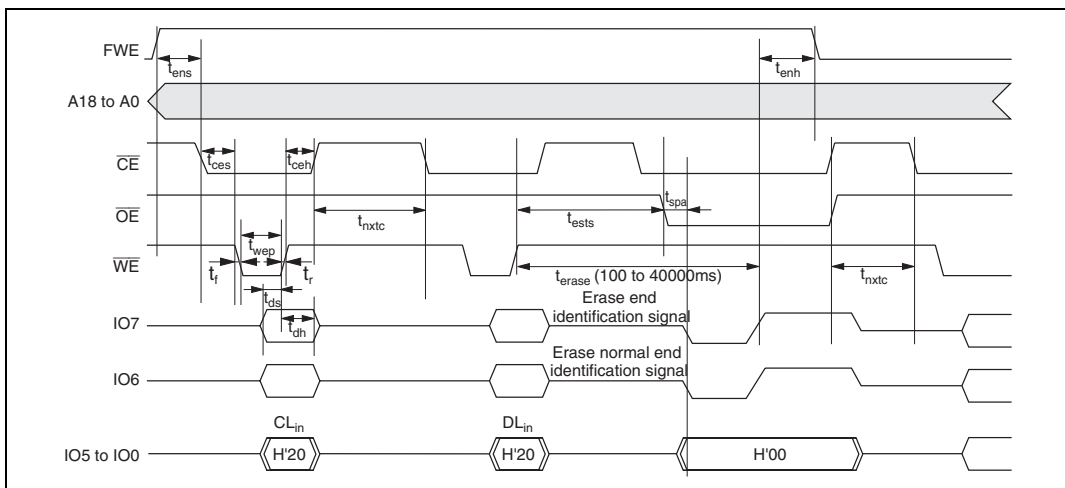 FWE
tens
tenh
A18 to A0
CE
tces
tceh
OE
tnxtc
tests
tspa
WE
tf
twep
tr
terase (100 to 40000ms)
tnxtc
tds
tdh
IO7
Erase end
identification signal
IO6
Erase normal end
identification signal
CLin
DLin
IO5 to IO0
H'20
H'20
H'00